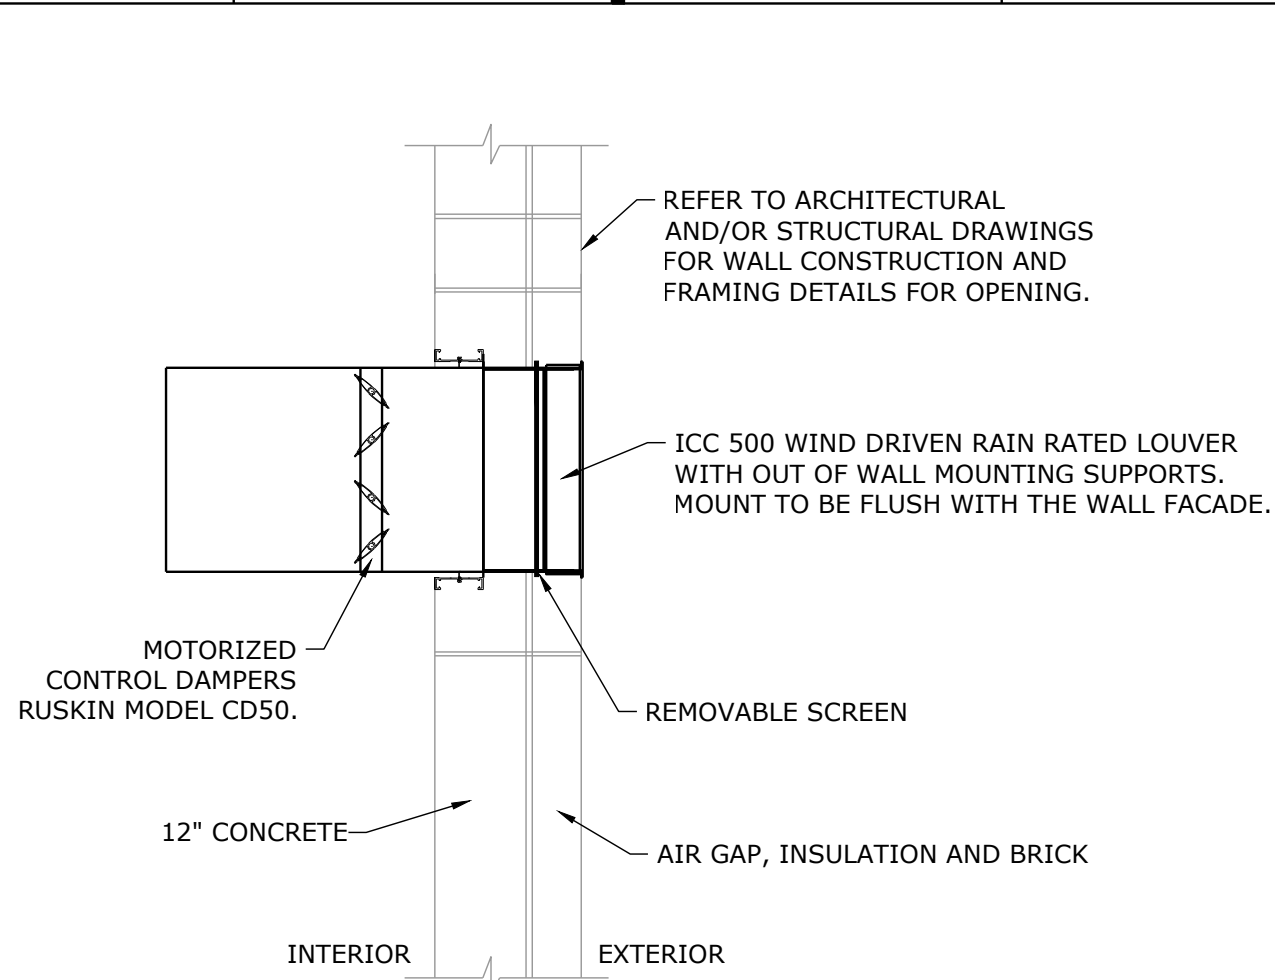 REFER TO ARCHITECTURAL
AND/OR STRUCTURAL DRAWINGS
FOR WALL CONSTRUCTION AND
FRAMING DETAILS FOR OPENING.
ICC 500 WIND DRIVEN RAIN RATED LOUVER
WITH OUT OF WALL MOUNTING SUPPORTS.
MOUNT TO BE FLUSH WITH THE WALL FACADE.
MOTORIZED
CONTROL DAMPERS
RUSKIN MODEL CD50.
REMOVABLE SCREEN
12" CONCRETE
AIR GAP, INSULATION AND BRICK
INTERIOR
EXTERIOR